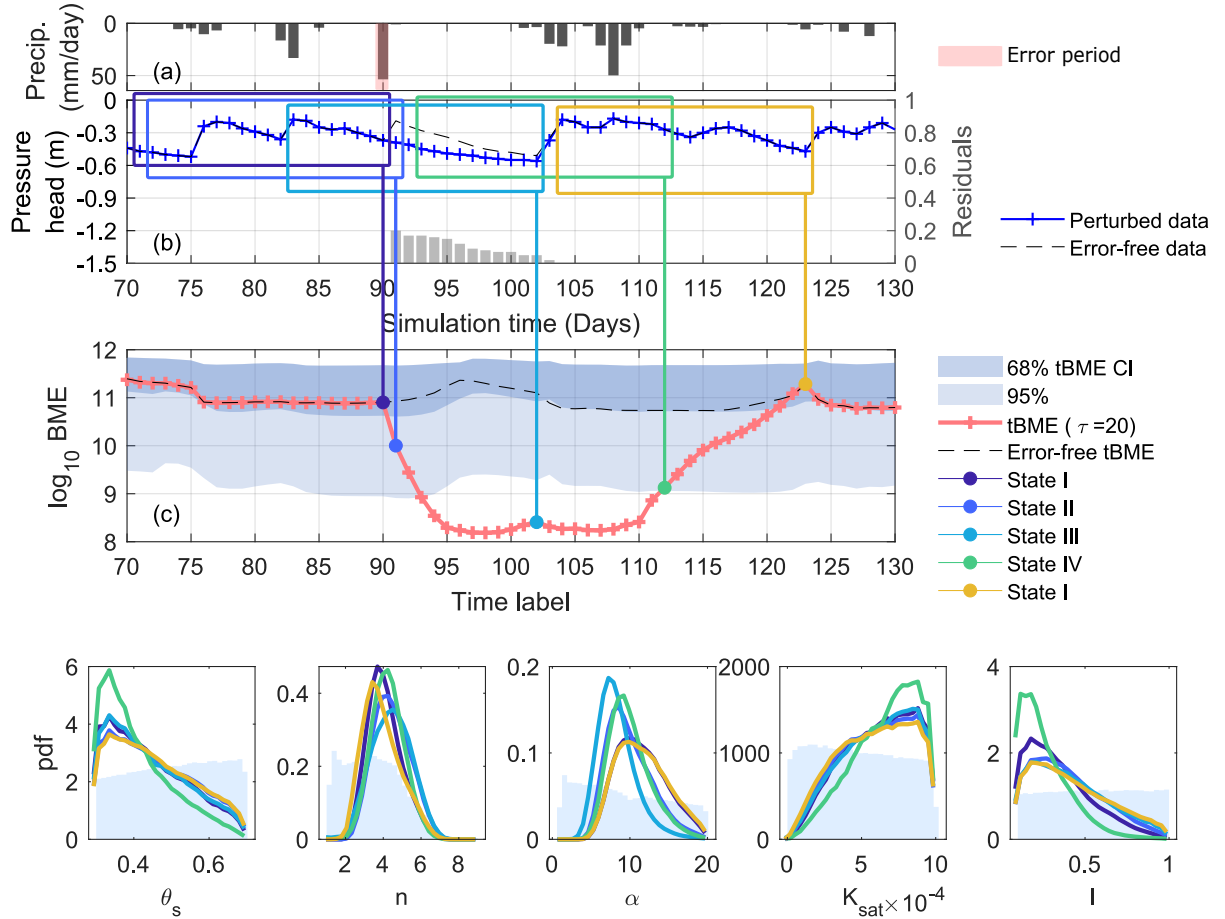 Precip.
(mm/day)
0
50
(a)
Error period
Pressure
head (m)
-0
-0.3
-0.6
-0.9
-1.2
-1.5
(b)
1
0.8
0.6
0.4
0.2
0
Residuals
Perturbed data
Error-free data
70 75 80 85 90 95 100 105 110 115 120 125 130
Simulation time (Days)
log10 BME
12
11
10
9
8
(c)
70 75 80 85 90 95 100 105 110 115 120 125 130
Time label
68% tBME CI
95%
tBME ( τ =20)
Error-free tBME
State I
State II
State III
State IV
State I
pdf
6
4
2
0
0.4 0.6
θs
0.4
0.2
0
2 4 6 8
n
0.2
0.1
0
0 10 20
α
2000
1000
0
0 5 10
Ksat×10-4
4
2
0
0.5 1
l